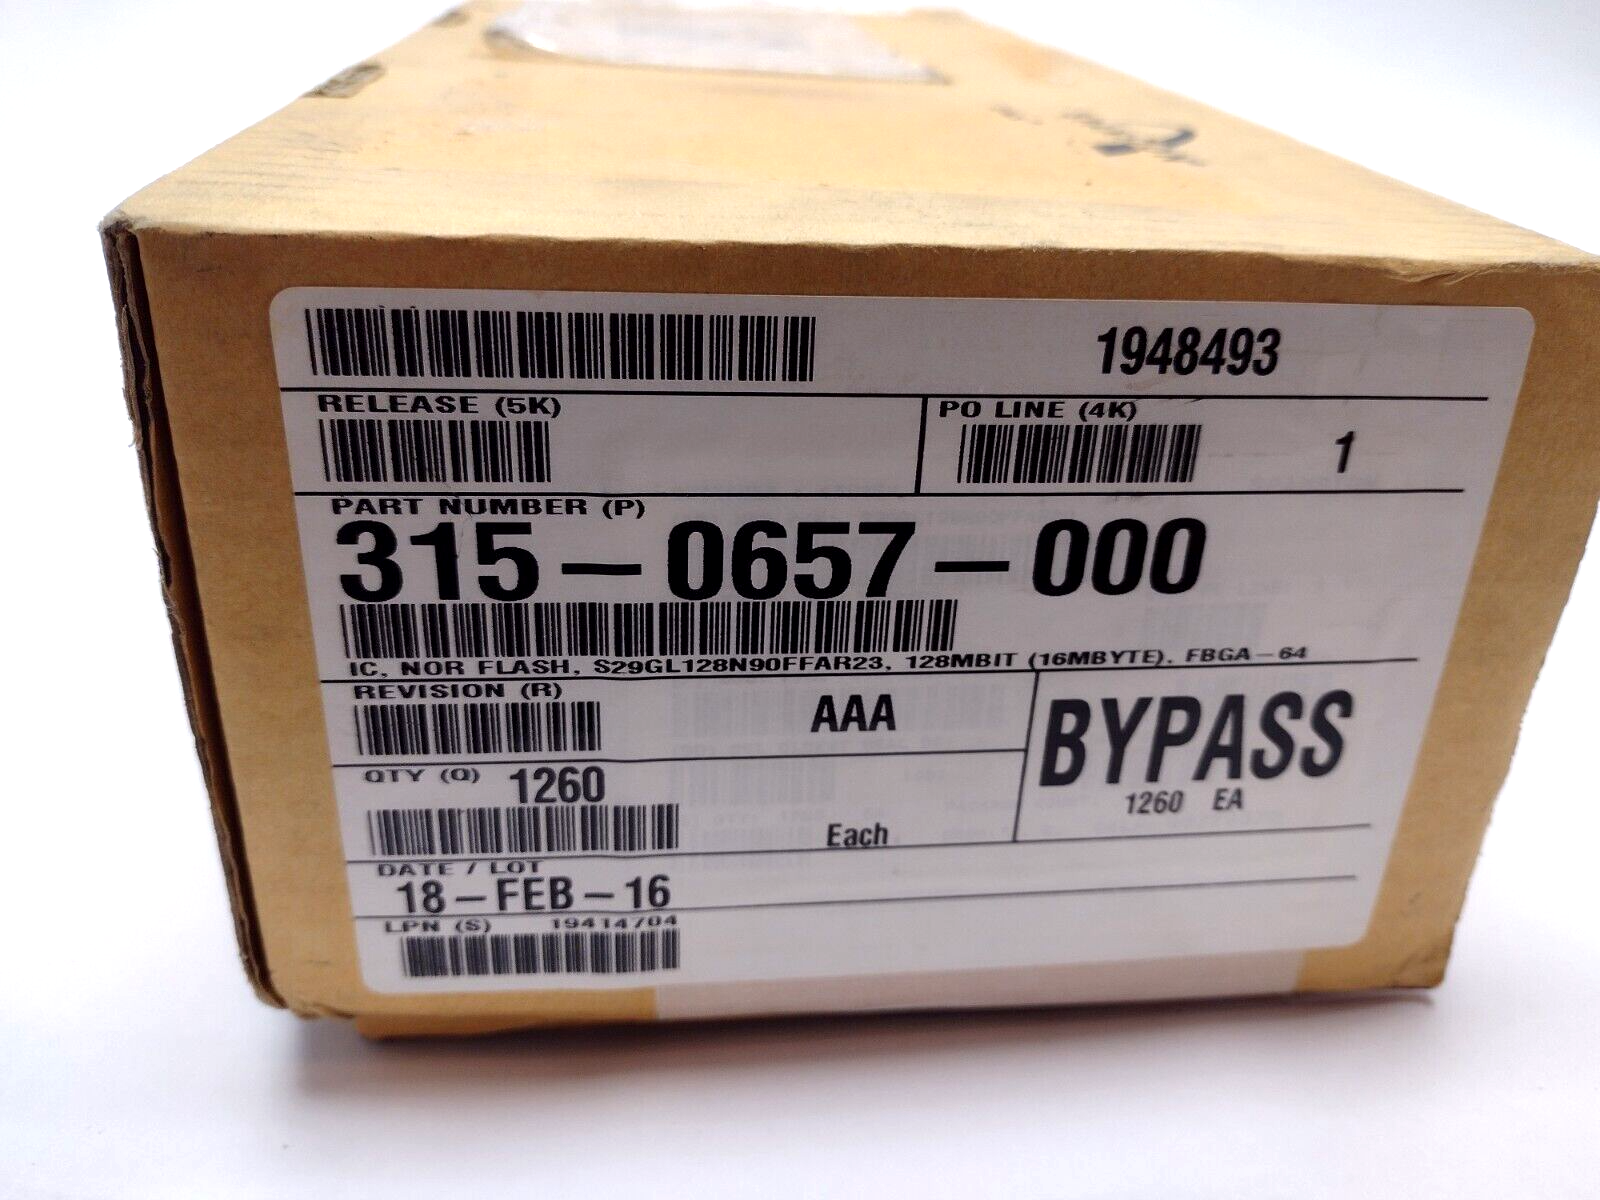 1948493
RELEASE (5K)
PO LINE (4K)
1
PART NUMBER (P)
315-0657-000
IC, NOR FLASH, S29GL128N90FFAR23, 128MBIT (16MBYTE), FBGA-64
REVISION (R)
AAA
BYPASS
1260 EA
QTY (Q) 1260
Each
DATE / LOT
18-FEB-16
LPN (S) 19414704